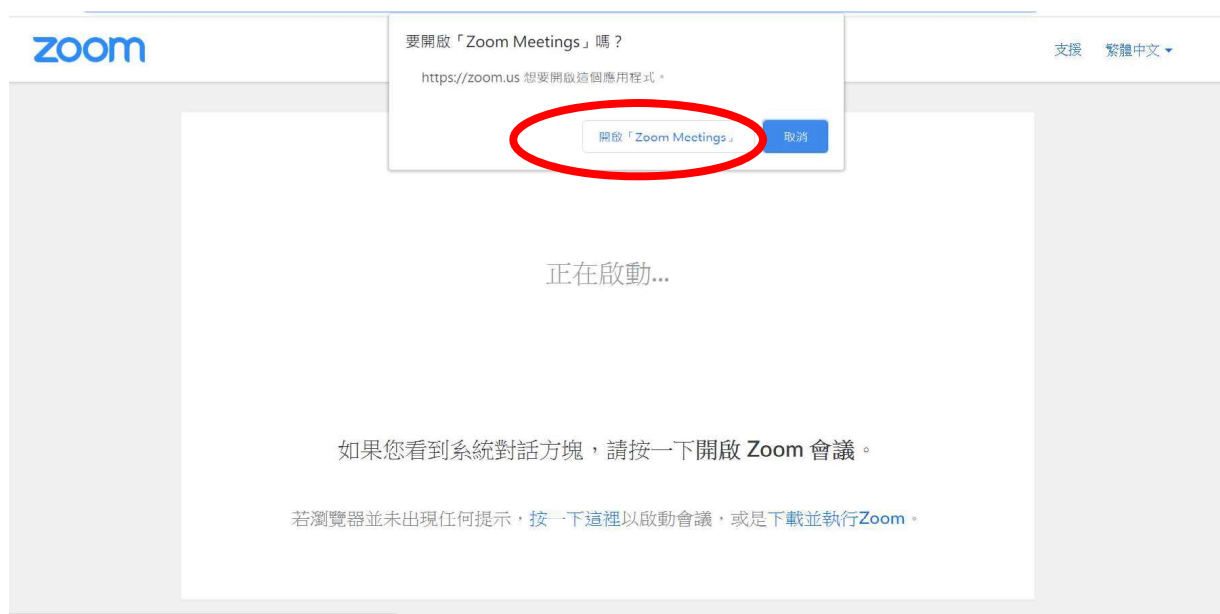 要開啟「Zoom Meetings」嗎？
https://zoom.us 想要開啟這個應用程式。
開啟「Zoom Meetings」
取消
zoom
支援
繁體中文
正在啟動...
如果您看到系統對話方塊，請按一下開啟 Zoom 會議。
若瀏覽器並未出現任何提示，按一下這裡以啟動會議，或是下載並執行Zoom。